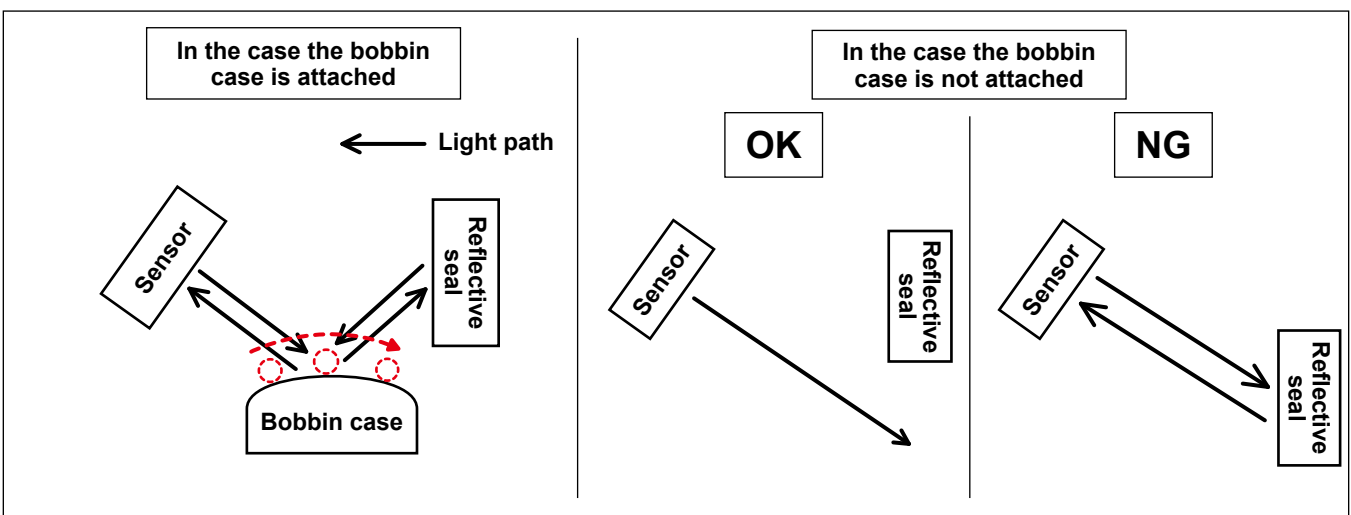 In the case the bobbin
case is attached
Light path
Sensor
Reflective
seal
Bobbin case
In the case the bobbin
case is not attached
OK
Sensor
Reflective
seal
NG
Sensor
Reflective
seal